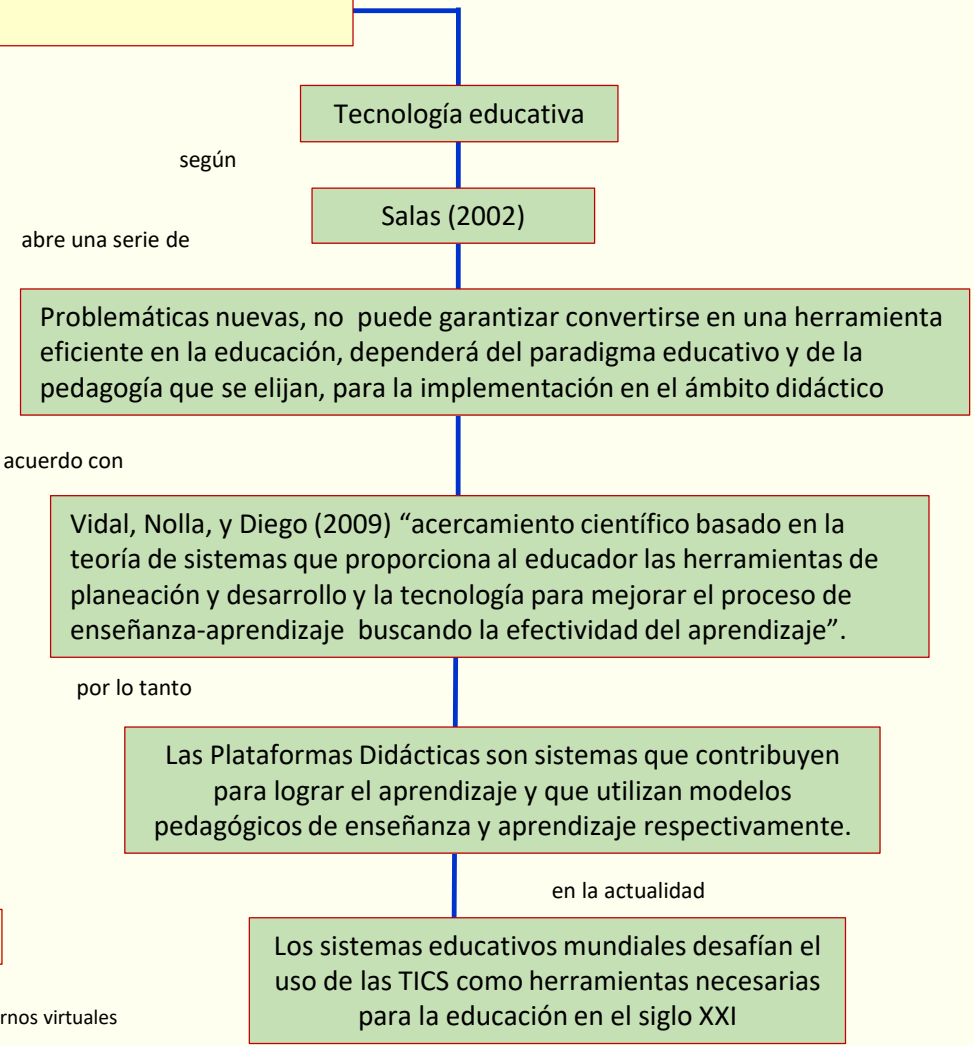 Tecnología educativa
según
Salas (2002)
abre una serie de
Problemáticas nuevas, no puede garantizar convertirse en una herramienta
eficiente en la educación, dependerá del paradigma educativo y de la
pedagogía que se elijan, para la implementación en el ámbito didáctico
acuerdo con
Vidal, Nolla, y Diego (2009) “acercamiento científico basado en la
teoría de sistemas que proporciona al educador las herramientas de
planeación y desarrollo y la tecnología para mejorar el proceso de
enseñanza-aprendizaje buscando la efectividad del aprendizaje”.
por lo tanto
Las Plataformas Didácticas son sistemas que contribuyen
para lograr el aprendizaje y que utilizan modelos
pedagógicos de enseñanza y aprendizaje respectivamente.
en la actualidad
Los sistemas educativos mundiales desafían el
uso de las TICS como herramientas necesarias
para la educación en el siglo XXI
rnos virtuales